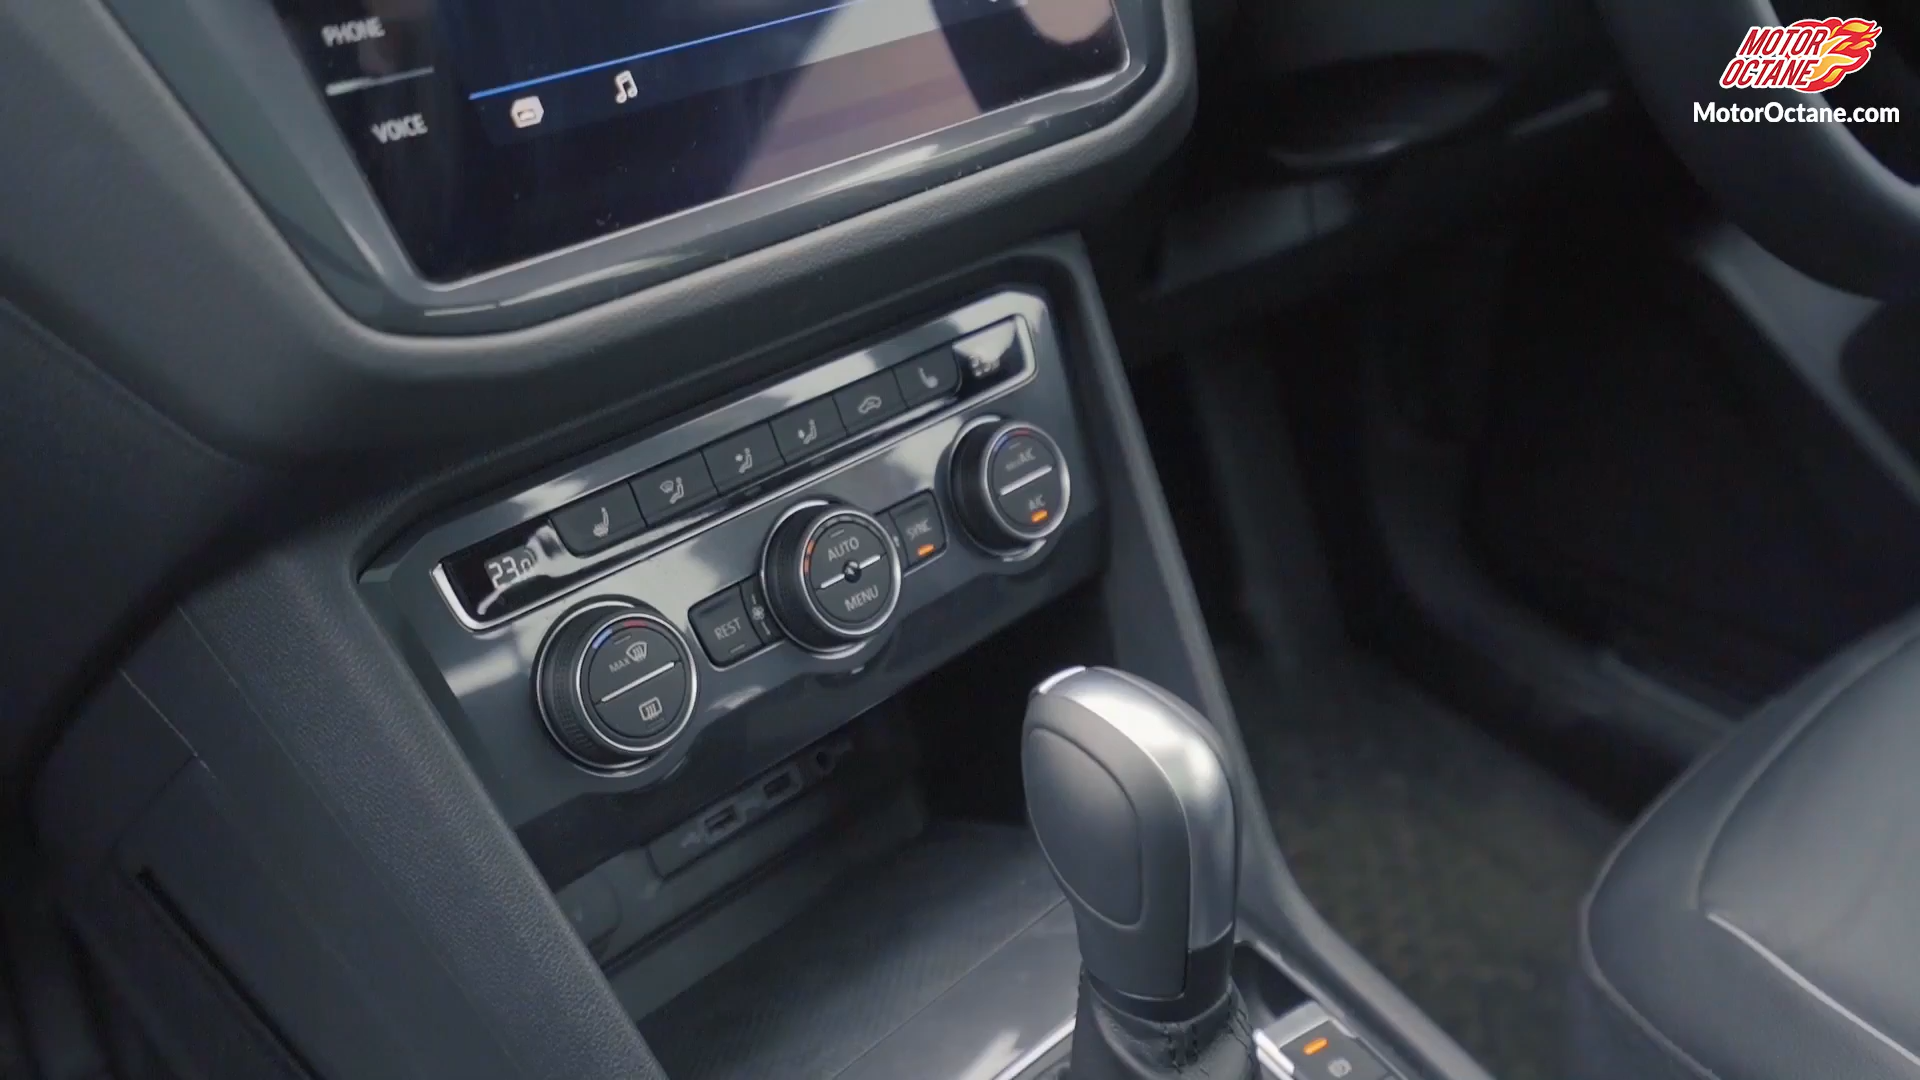 PHONE
VOICE
MOTOR
OCTANE
MotorOctane.com
23.0
AUTO
MENU
SYNC
A/C
A/C
REST
MAX